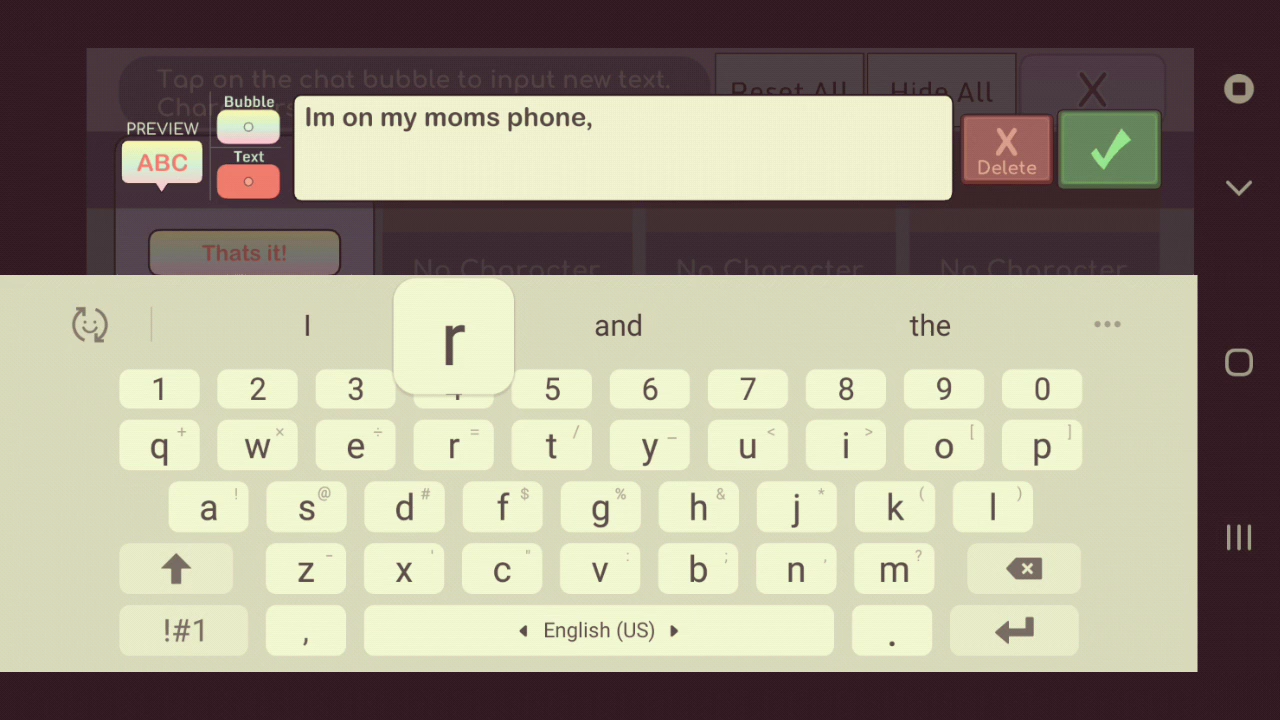 Tap on the chat bubble to input new text.
Reset All
Hide All
X
Bubble
PREVIEW
ABC
Text
Im on my moms phone,
X
Delete
Thats it!
No Character
No Character
No Character
I
r
and
the
1 2 3 4 5 6 7 8 9 0
q + w × e ÷ r = t / y _ u < i > o [ p ]
a ! s @ d # f $ g % h & j * k ( l )
z - x ' c " v : b ; n , m ?
!#1 , English (US) .